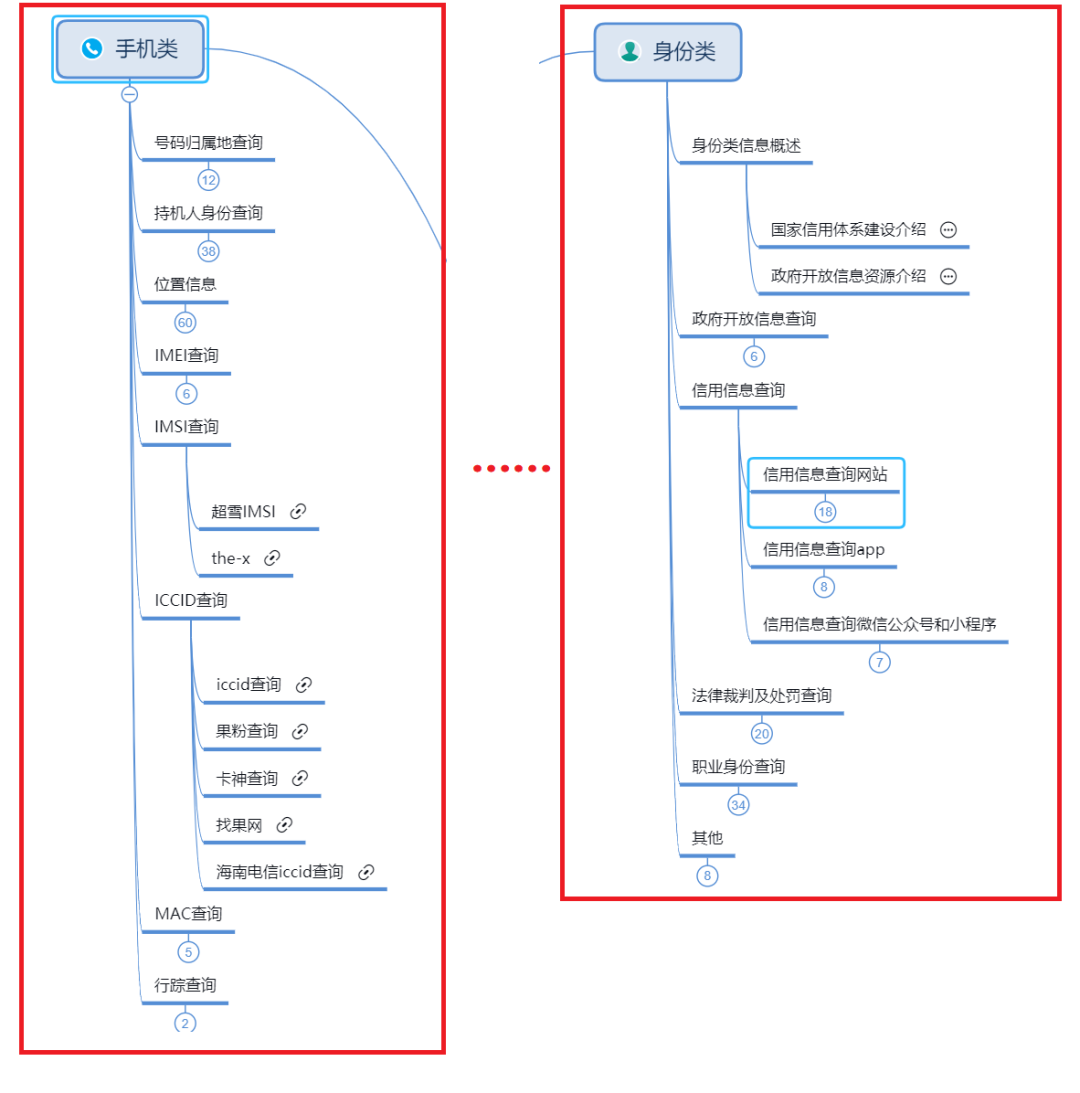 手机类
号码归属地查询
12
持机人身份查询
38
位置信息
60
IMEI查询
6
IMSI查询
超雪IMSI
the-x
ICCID查询
iccid查询
果粉查询
卡神查询
找果网
海南电信iccid查询
MAC查询
5
行踪查询
2
身份类
身份类信息概述
国家信用体系建设介绍
政府开放信息资源介绍
政府开放信息查询
6
信用信息查询
信用信息查询网站
18
信用信息查询app
8
信用信息查询微信公众号和小程序
7
法律裁判及处罚查询
20
职业身份查询
34
其他
8